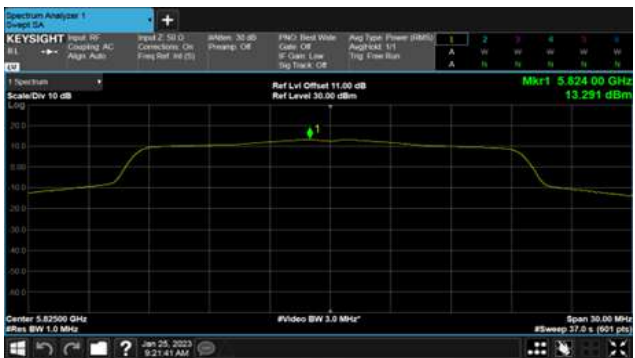 Spectrum Analyzer 1
Swept SA
+
KEYSIGHT Input: RF
R L
Coupling: AC
Align: Auto
LW
Input Z: 50 Ω
Corrections: On
Freq Ref: Int (S)
#Atten: 30 dB
Preamp: Off
PNO: Best Wide
Gate: Off
IF Gain: Low
Sig Track: Off
Avg Type: Power (RMS)
Avg|Hold: 1/1
Trig: Free Run
1 2 3 4 5 6
A W W W W W
A N N N N N
1 Spectrum
Scale/Div 10 dB
Ref Lvl Offset 11.00 dB
Ref Level 30.00 dBm
Mkr1 5.824 00 GHz
13.291 dBm
Log
20.0
10.0
0.00
-10.0
-20.0
-30.0
-40.0
-50.0
-60.0
1
Center 5.82500 GHz
#Res BW 1.0 MHz
#Video BW 3.0 MHz*
Span 30.00 MHz
#Sweep 37.0 s (601 pts)
?
Jan 25, 2023
9:21:41 AM